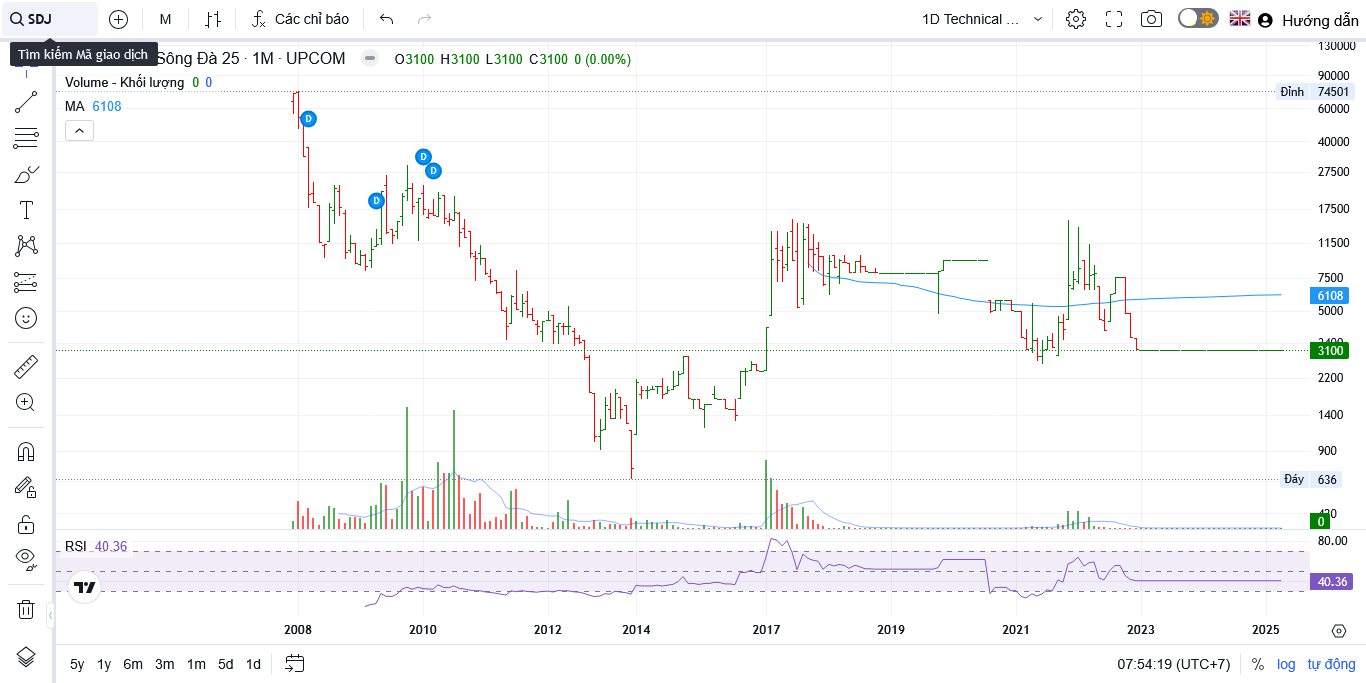 SDJ
M
Các chỉ báo
1D Technical ...
Hướng dẫn
Tìm kiếm Mã giao dịch
Sông Đà 25 · 1M · UPCOM
O3100 H3100 L3100 C3100 0 (0.00%)
Volume - Khối lượng 0 0
MA 6108
D
D
D
D
130000
90000
Đỉnh 74501
60000
40000
27500
17500
11500
7500
6108
5000
3100
2200
1400
900
Đáy 636
0
RSI 40.36
80.00
40.36
2008 2010 2012 2014 2017 2019 2021 2023 2025
5y 1y 6m 3m 1m 5d 1d
07:54:19 (UTC+7) % log tự động